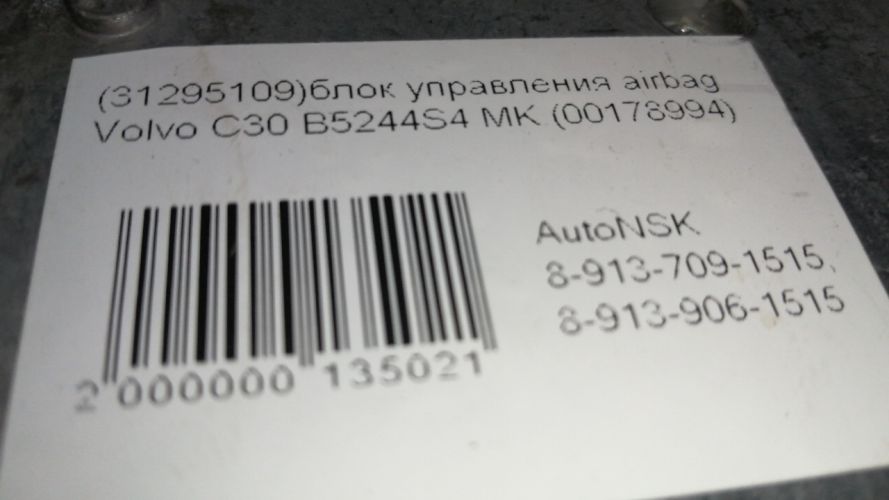 (31295109)блок управления airbag
Volvo C30 B5244S4 MK (00178994)
AutoNSK
8-913-709-1515,
8-913-906-1515
2 000000 135021